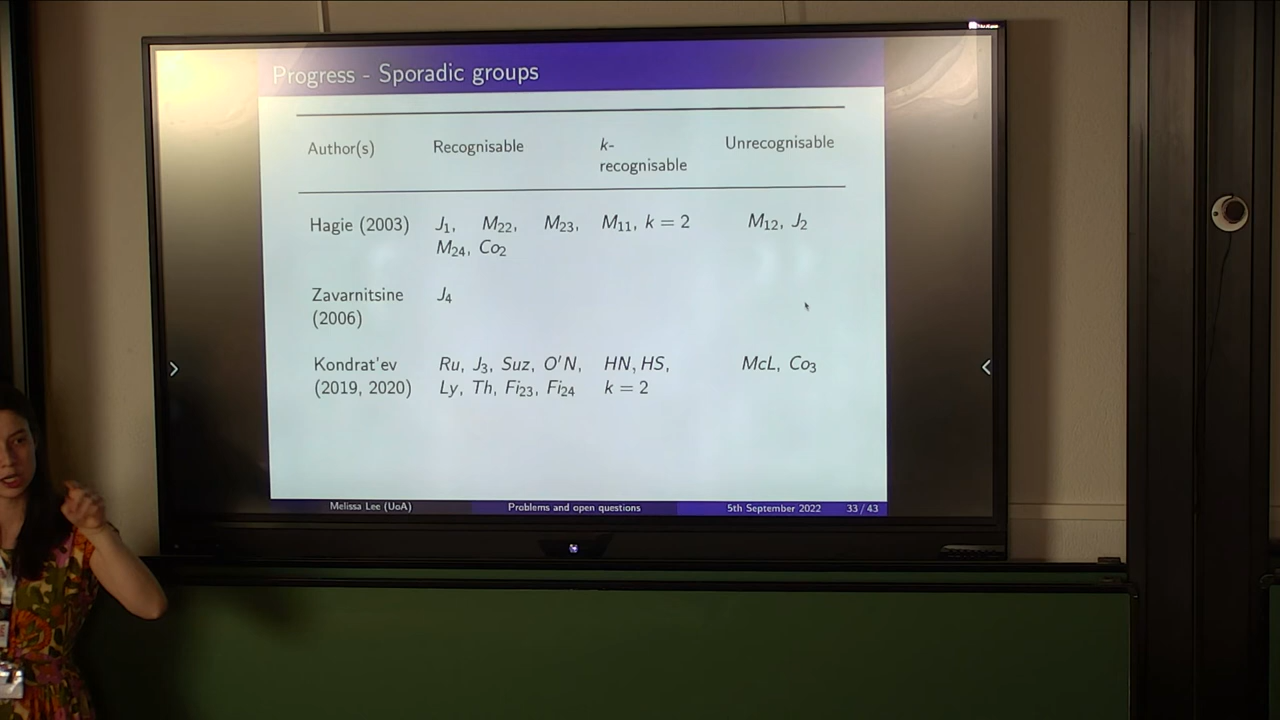 Progress - Sporadic groups
Author(s) Recognisable k- Unrecognisable
recognisable
Hagie (2003) J₁, M₂₂, M₂₃, M₁₁, k = 2 M₁₂, J₂
M₂₄, Co₂
Zavarnitsine J₄
(2006)
Kondrat'ev Ru, J₃, Suz, O'N, HN, HS, McL, Co₃
(2019, 2020) Ly, Th, Fi₂₃, Fi₂₄ k = 2
Melissa Lee (UoA) Problems and open questions 5th September 2022 33 / 43